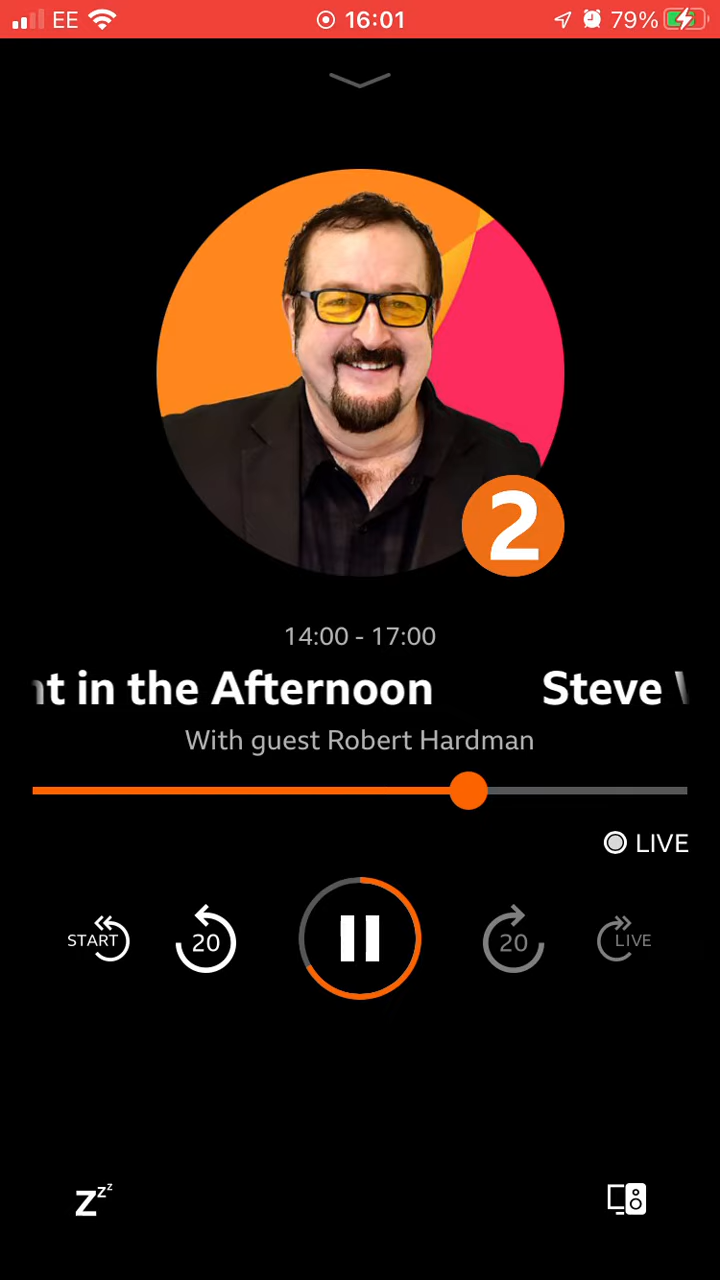 EE 16:01 79%
2
14:00 - 17:00
t in the Afternoon Steve
With guest Robert Hardman
LIVE
START 20 20 LIVE
Zzz